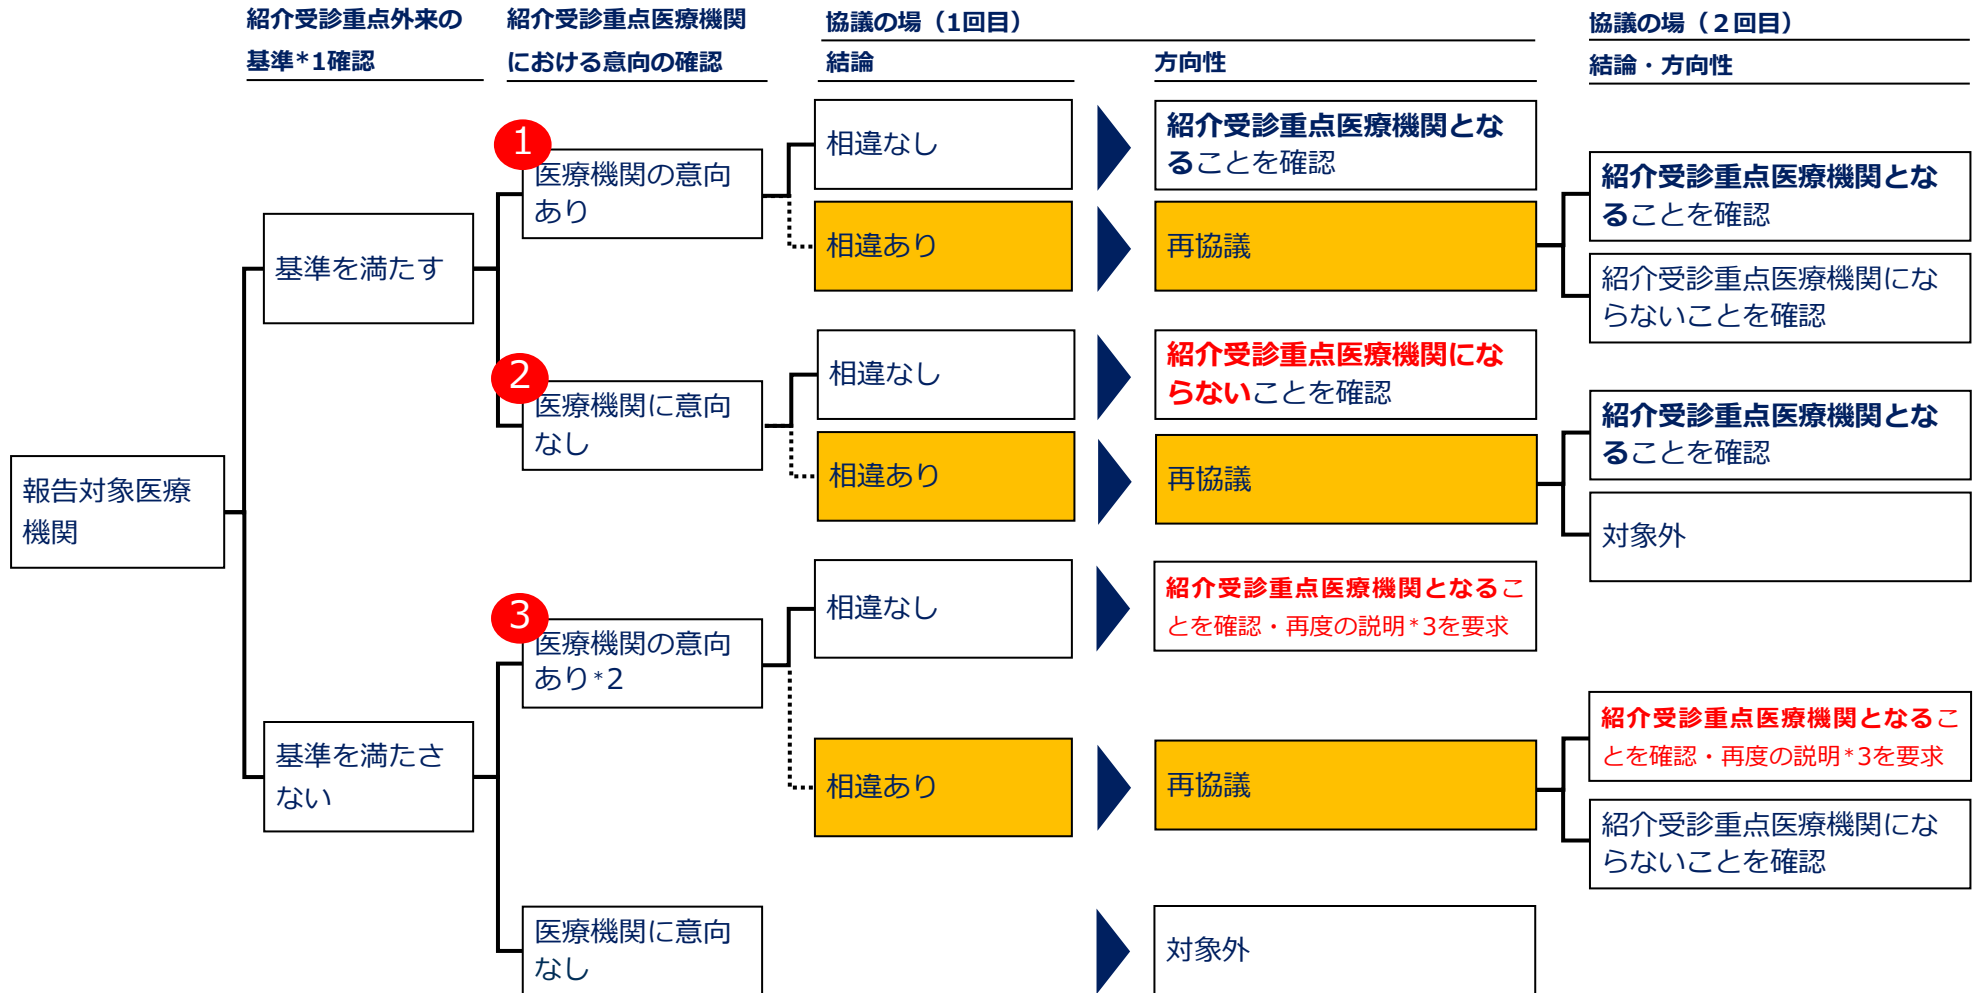 紹介受診重点外来の
基準*1確認
紹介受診重点医療機関
における意向の確認
協議の場（1回目）
結論
方向性
協議の場（２回目）
結論・方向性
報告対象医療
機関
基準を満たす
1
医療機関の意向
あり
相違なし
紹介受診重点医療機関とな
ることを確認
相違あり
再協議
紹介受診重点医療機関とな
ることを確認
紹介受診重点医療機関にな
らないことを確認
2
医療機関に意向
なし
相違なし
紹介受診重点医療機関にな
らないことを確認
相違あり
再協議
紹介受診重点医療機関とな
ることを確認
対象外
基準を満たさ
ない
3
医療機関の意向
あり*2
相違なし
紹介受診重点医療機関となるこ
とを確認・再度の説明*3を要求
相違あり
再協議
紹介受診重点医療機関となるこ
とを確認・再度の説明*3を要求
紹介受診重点医療機関にな
らないことを確認
医療機関に意向
なし
対象外